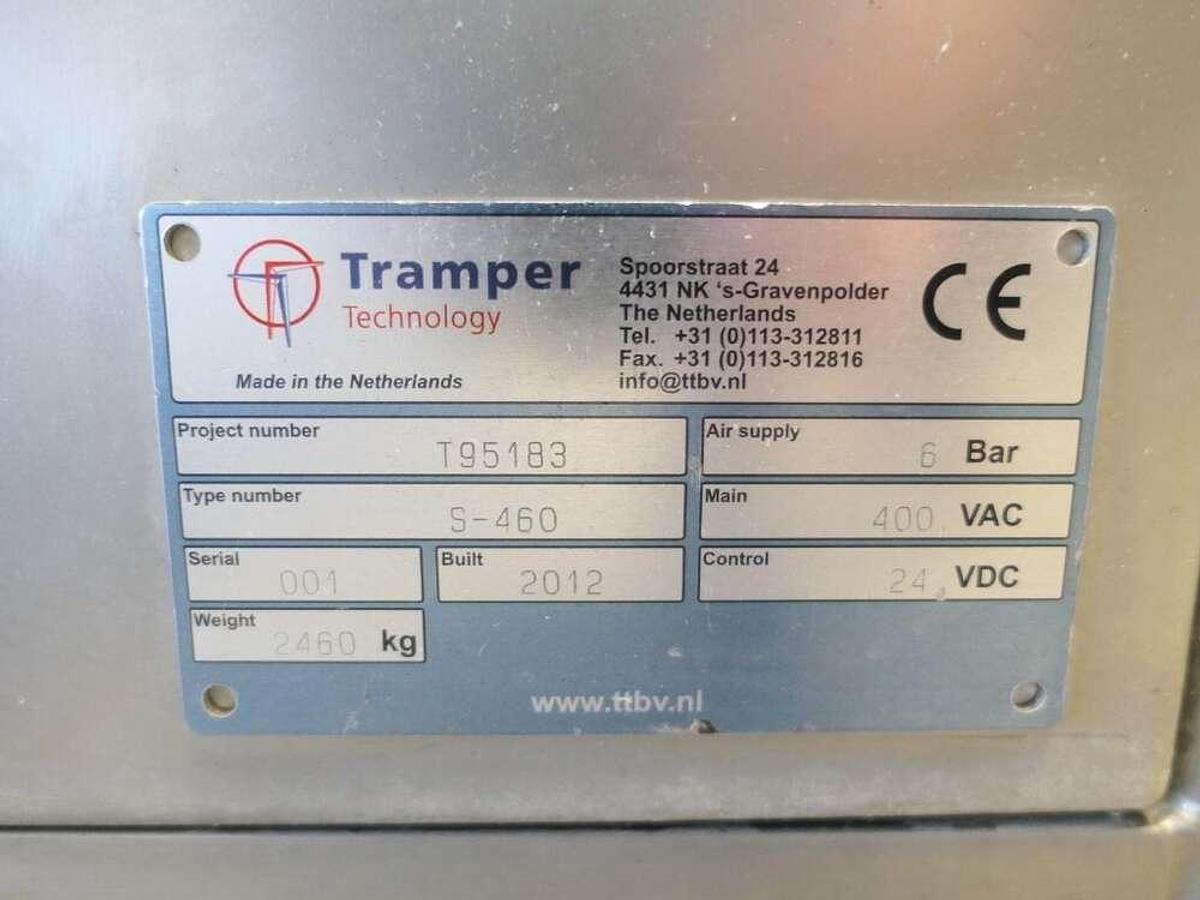 Tramper
Technology
Made in the Netherlands
Spoorstraat 24
4431 NK ‘s-Gravenpolder
The Netherlands
Tel. +31 (0)113-312811
Fax. +31 (0)113-312816
info@ttbv.nl
CE
Project number
T95183
Air supply
6 Bar
Type number
S-460
Main
400 VAC
Serial
001
Built
2012
Control
24 VDC
Weight
2460 kg
www.ttbv.nl